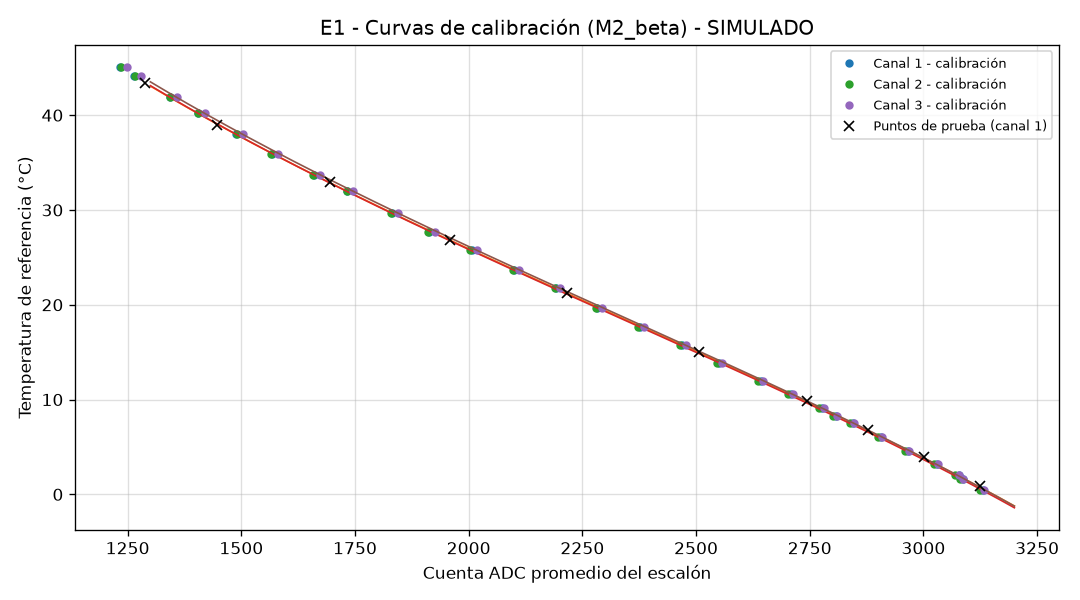 E1 - Curvas de calibración (M2_beta) - SIMULADO
Canal 1 - calibración
Canal 2 - calibración
Canal 3 - calibración
Puntos de prueba (canal 1)
Temperatura de referencia (°C)
40
30
20
10
0
1250 1500 1750 2000 2250 2500 2750 3000 3250
Cuenta ADC promedio del escalón